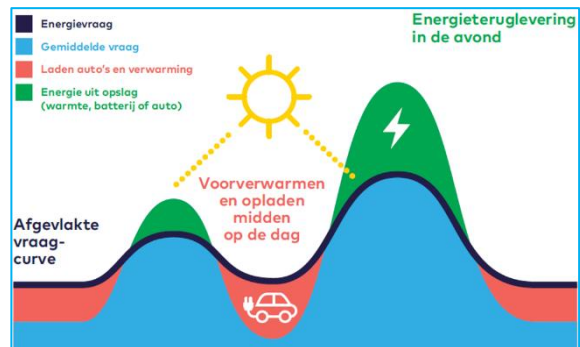 Energievraag
Gemiddelde vraag
Laden auto's en verwarming
Energie uit opslag
(warmte, batterij of auto)
Energieteruglevering
in de avond
Voorverwarmen
en opladen
midden
op de dag
Afgevlakte
vraag-
curve